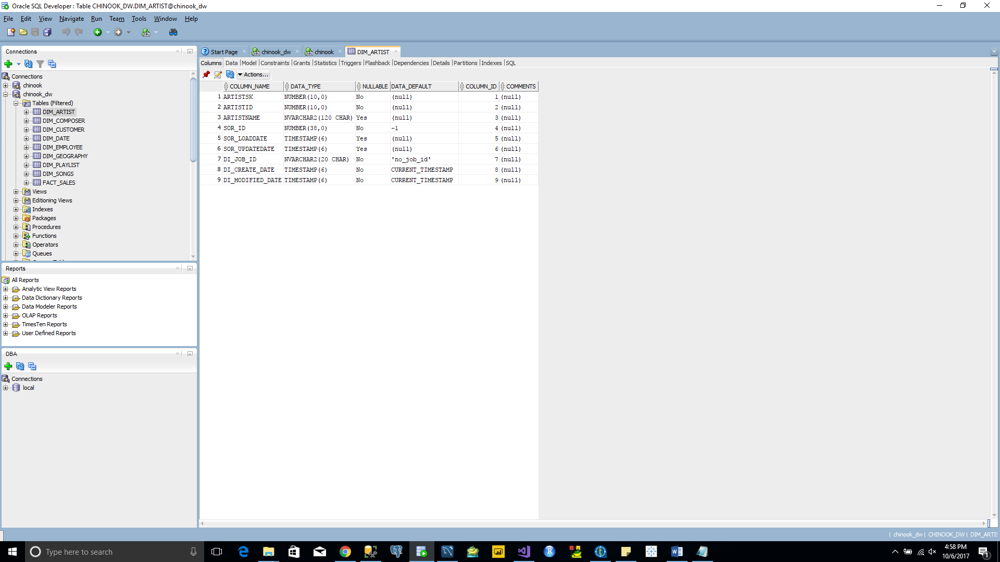 Oracle SQL Developer : Table CHINOOK_DW.DIM_ARTIST@chinook_dw
File Edit View Navigate Run Team Tools Window Help
Connections
Connections
chinook
chinook_dw
Tables (Filtered)
DIM_ARTIST
DIM_COMPOSER
DIM_CUSTOMER
DIM_DATE
DIM_EMPLOYEE
DIM_GEOGRAPHY
DIM_PLAYLIST
DIM_SONGS
FACT_SALES
Views
Editioning Views
Indexes
Packages
Procedures
Functions
Operators
Queues
Reports
All Reports
Analytic View Reports
Data Dictionary Reports
Data Modeler Reports
OLAP Reports
TimesTen Reports
User Defined Reports
DBA
Connections
local
Start Page chinook_dw chinook DIM_ARTIST
Columns Data Model Constraints Grants Statistics Triggers Flashback Dependencies Details Partitions Indexes SQL
Actions...
COLUMN_NAME DATA_TYPE NULLABLE DATA_DEFAULT COLUMN_ID COMMENTS
1 ARTISTSK NUMBER(10,0) No (null) 1 (null)
2 ARTISTID NUMBER(10,0) No (null) 2 (null)
3 ARTISTNAME NVARCHAR2(120 CHAR) Yes (null) 3 (null)
4 SOR_ID NUMBER(38,0) No -1 4 (null)
5 SOR_LOADDATE TIMESTAMP(6) Yes (null) 5 (null)
6 SOR_UPDATEDATE TIMESTAMP(6) Yes (null) 6 (null)
7 DI_JOB_ID NVARCHAR2(20 CHAR) No 'no_job_id' 7 (null)
8 DI_CREATE_DATE TIMESTAMP(6) No CURRENT_TIMESTAMP 8 (null)
9 DI_MODIFIED_DATE TIMESTAMP(6) No CURRENT_TIMESTAMP 9 (null)
| chinook_dw | CHINOOK_DW | DIM_ARTIS
Type here to search
4:58 PM
10/6/2017